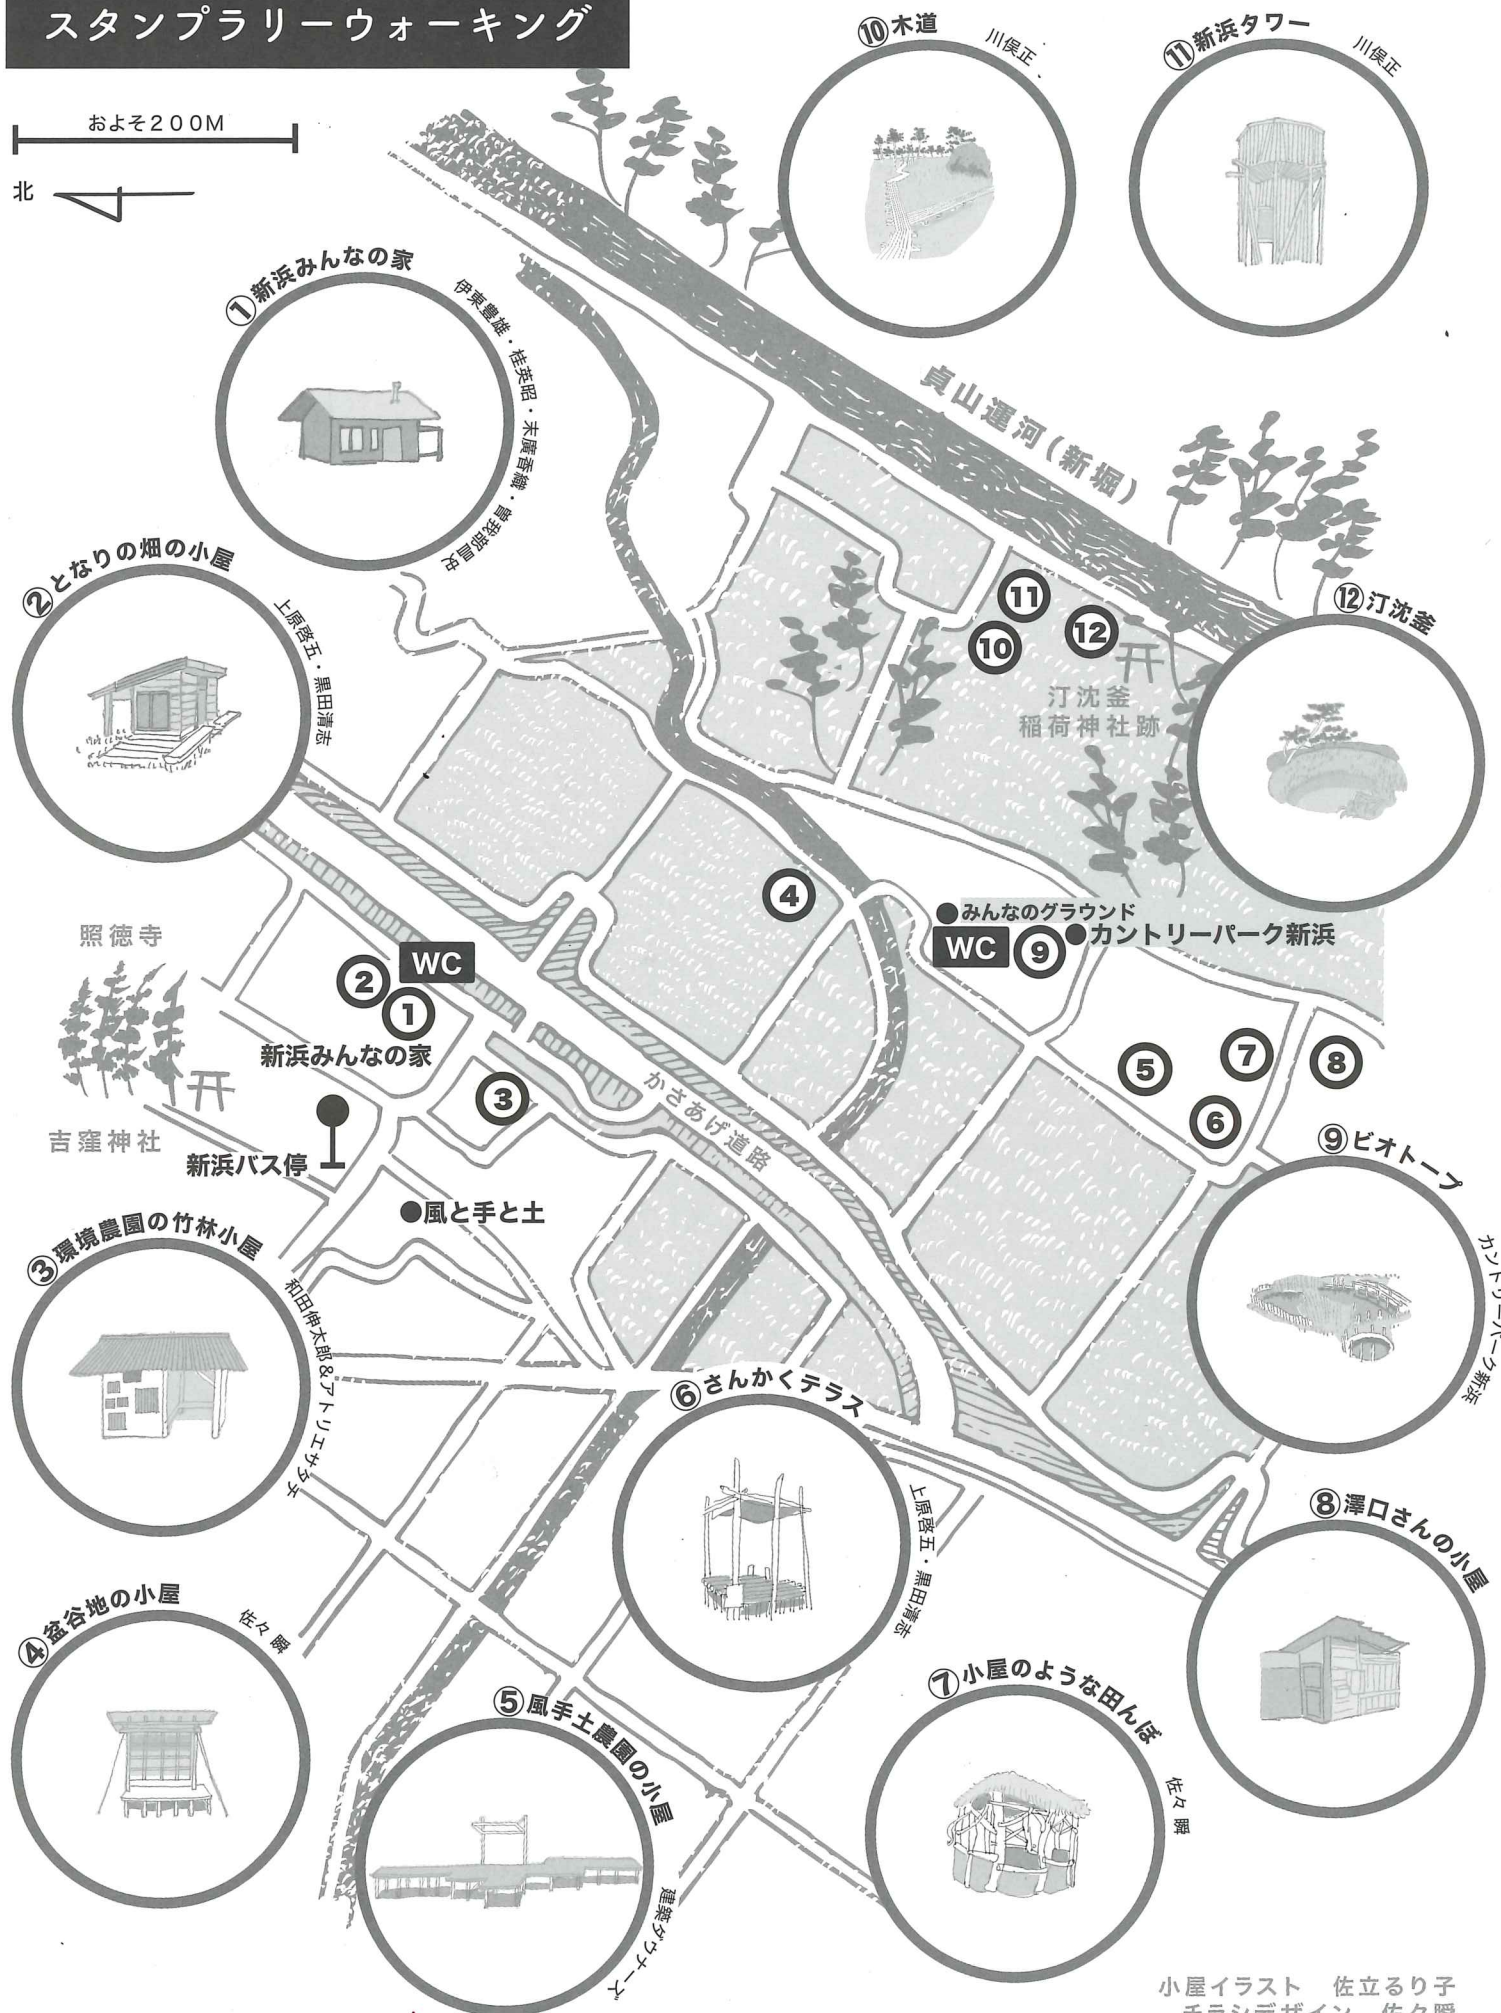 スタンプラリーウォーキング
およそ200M
北
⑩木道
川俣正
⑪新浜タワー
川俣正
①新浜みんなの家
伊東豊雄・桂英昭・末廣香織・曽我部昌史
貞山運河(新堀)
②となりの畑の小屋
上原啓五・黒田清志
⑫汀沈釜
⑪
⑩
⑫
汀沈釜
稲荷神社跡
④
●みんなのグラウンド
WC
⑨
●カントリーパーク新浜
照徳寺
WC
②
①
新浜みんなの家
③
かさあげ道路
⑤
⑦
⑧
⑥
吉窪神社
新浜バス停
●風と手と土
⑨ビオトープ
カントリーパーク新浜
③環境農園の竹林小屋
和田伸太郎&アトリエサタチ
⑥さんかくテラス
上原啓五・黒田清志
⑧澤口さんの小屋
④盆谷地の小屋
佐々瞬
⑤風手土農園の小屋
建築ダウナーズ
⑦小屋のような田んぼ
佐々瞬
小屋イラスト 佐立るり子
チラシデザイン 佐々瞬